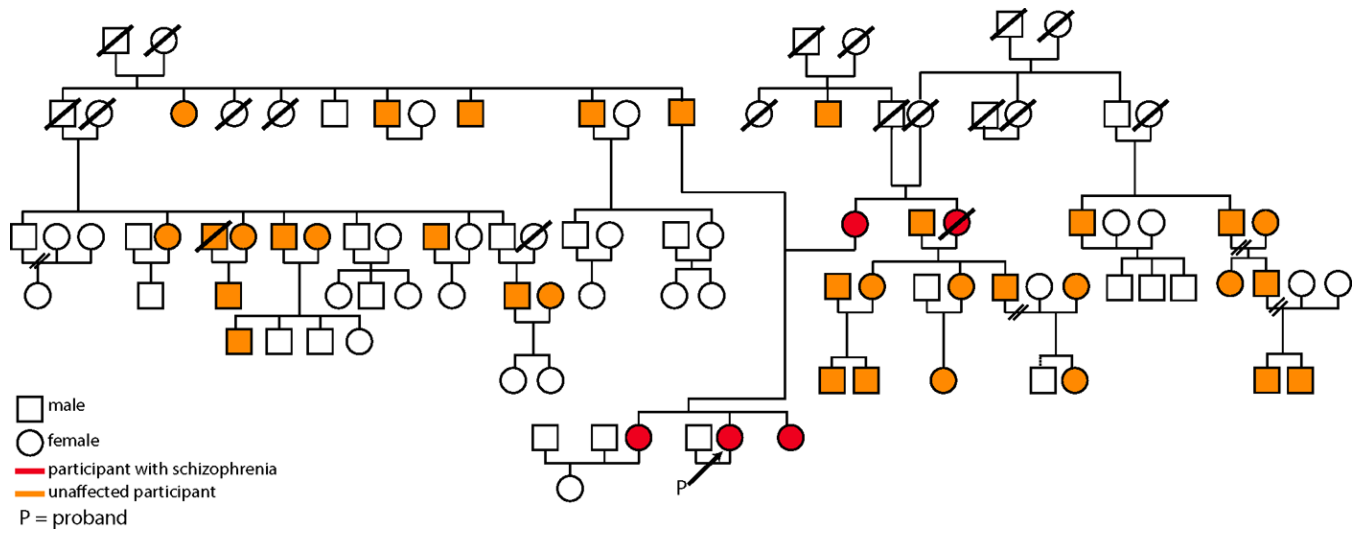 P
male
female
participant with schizophrenia
unaffected participant
P = proband